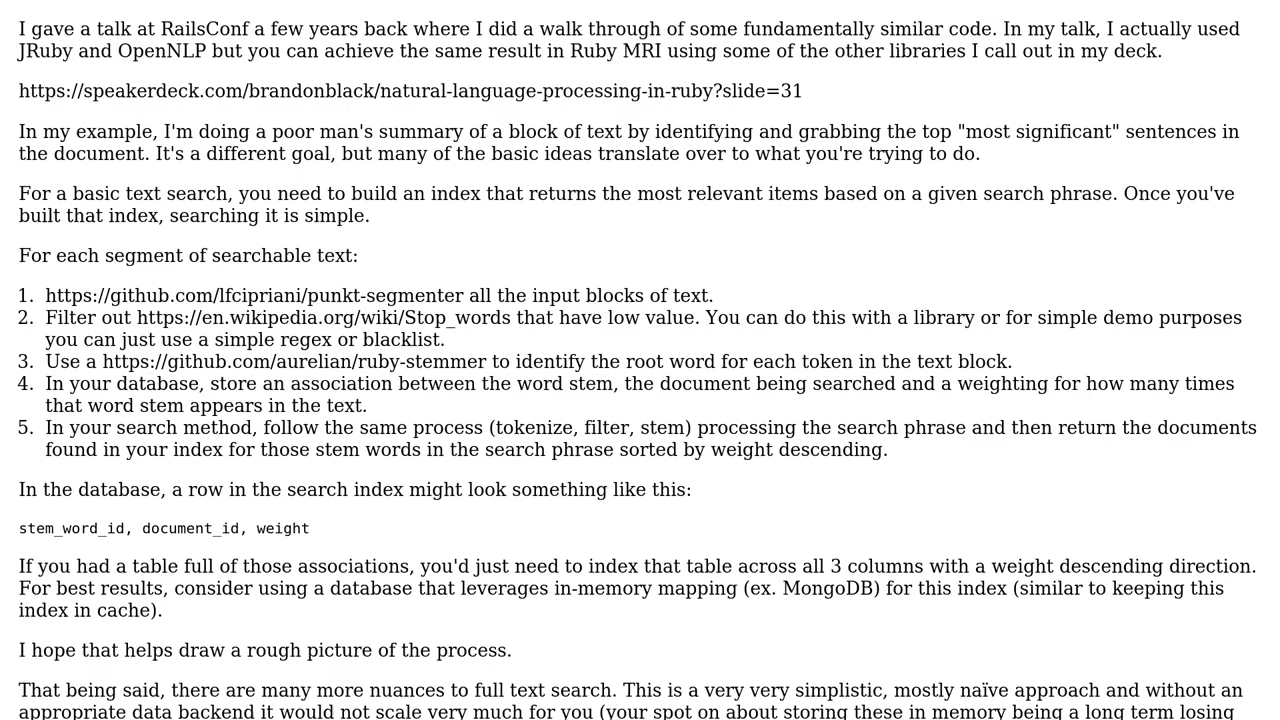 I gave a talk at RailsConf a few years back where I did a walk through of some fundamentally similar code. In my talk, I actually used
JRuby and OpenNLP but you can achieve the same result in Ruby MRI using some of the other libraries I call out in my deck.
https://speakerdeck.com/brandonblack/natural-language-processing-in-ruby?slide=31
In my example, I'm doing a poor man's summary of a block of text by identifying and grabbing the top "most significant" sentences in
the document. It's a different goal, but many of the basic ideas translate over to what you're trying to do.
For a basic text search, you need to build an index that returns the most relevant items based on a given search phrase. Once you've
built that index, searching it is simple.
For each segment of searchable text:
1. https://github.com/lfcipriani/punkt-segmenter all the input blocks of text.
2. Filter out https://en.wikipedia.org/wiki/Stop_words that have low value. You can do this with a library or for simple demo purposes
you can just use a simple regex or blacklist.
3. Use a https://github.com/aurelian/ruby-stemmer to identify the root word for each token in the text block.
4. In your database, store an association between the word stem, the document being searched and a weighting for how many times
that word stem appears in the text.
5. In your search method, follow the same process (tokenize, filter, stem) processing the search phrase and then return the documents
found in your index for those stem words in the search phrase sorted by weight descending.
In the database, a row in the search index might look something like this:
stem_word_id, document_id, weight
If you had a table full of those associations, you'd just need to index that table across all 3 columns with a weight descending direction.
For best results, consider using a database that leverages in-memory mapping (ex. MongoDB) for this index (similar to keeping this
index in cache).
I hope that helps draw a rough picture of the process.
That being said, there are many more nuances to full text search. This is a very very simplistic, mostly naïve approach and without an
appropriate data backend it would not scale very much for you (your spot on about storing these in memory being a long term losing